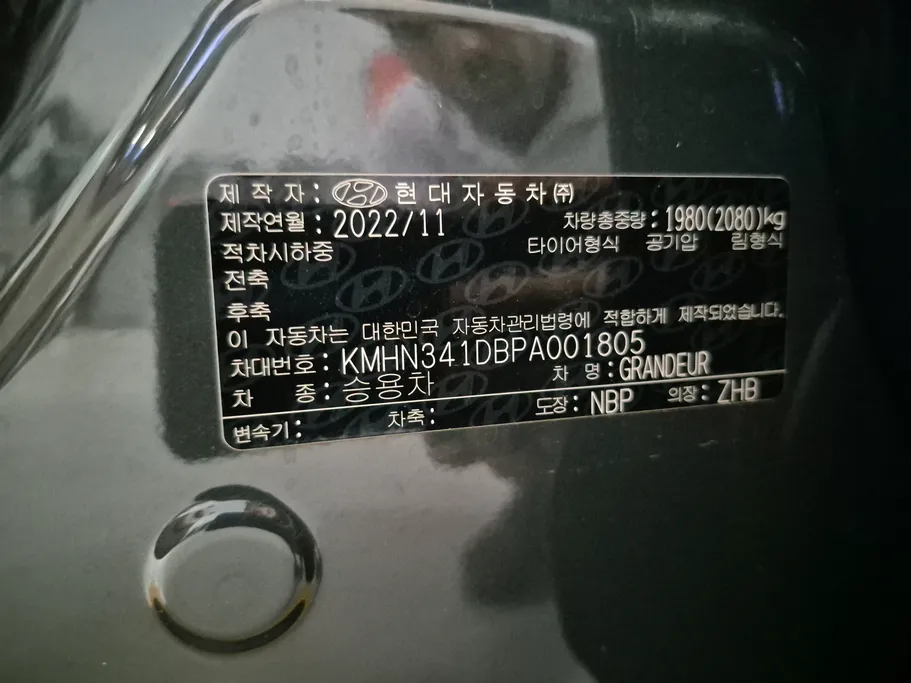 제 작 자 : 현대자동차㈜
제작연월 : 2022/11 차량총중량 : 1980(2080)kg
적차시하중 타이어형식 공기압 림형식
전축
후축
이 자동차는 대한민국 자동차관리법령에 적합하게 제작되었습니다.
차대번호 : KMHN341DBPA001805
차 종 : 승용차 차 명 : GRANDEUR
변속기 : 차축 : 도장 : NBP 의장 : ZHB